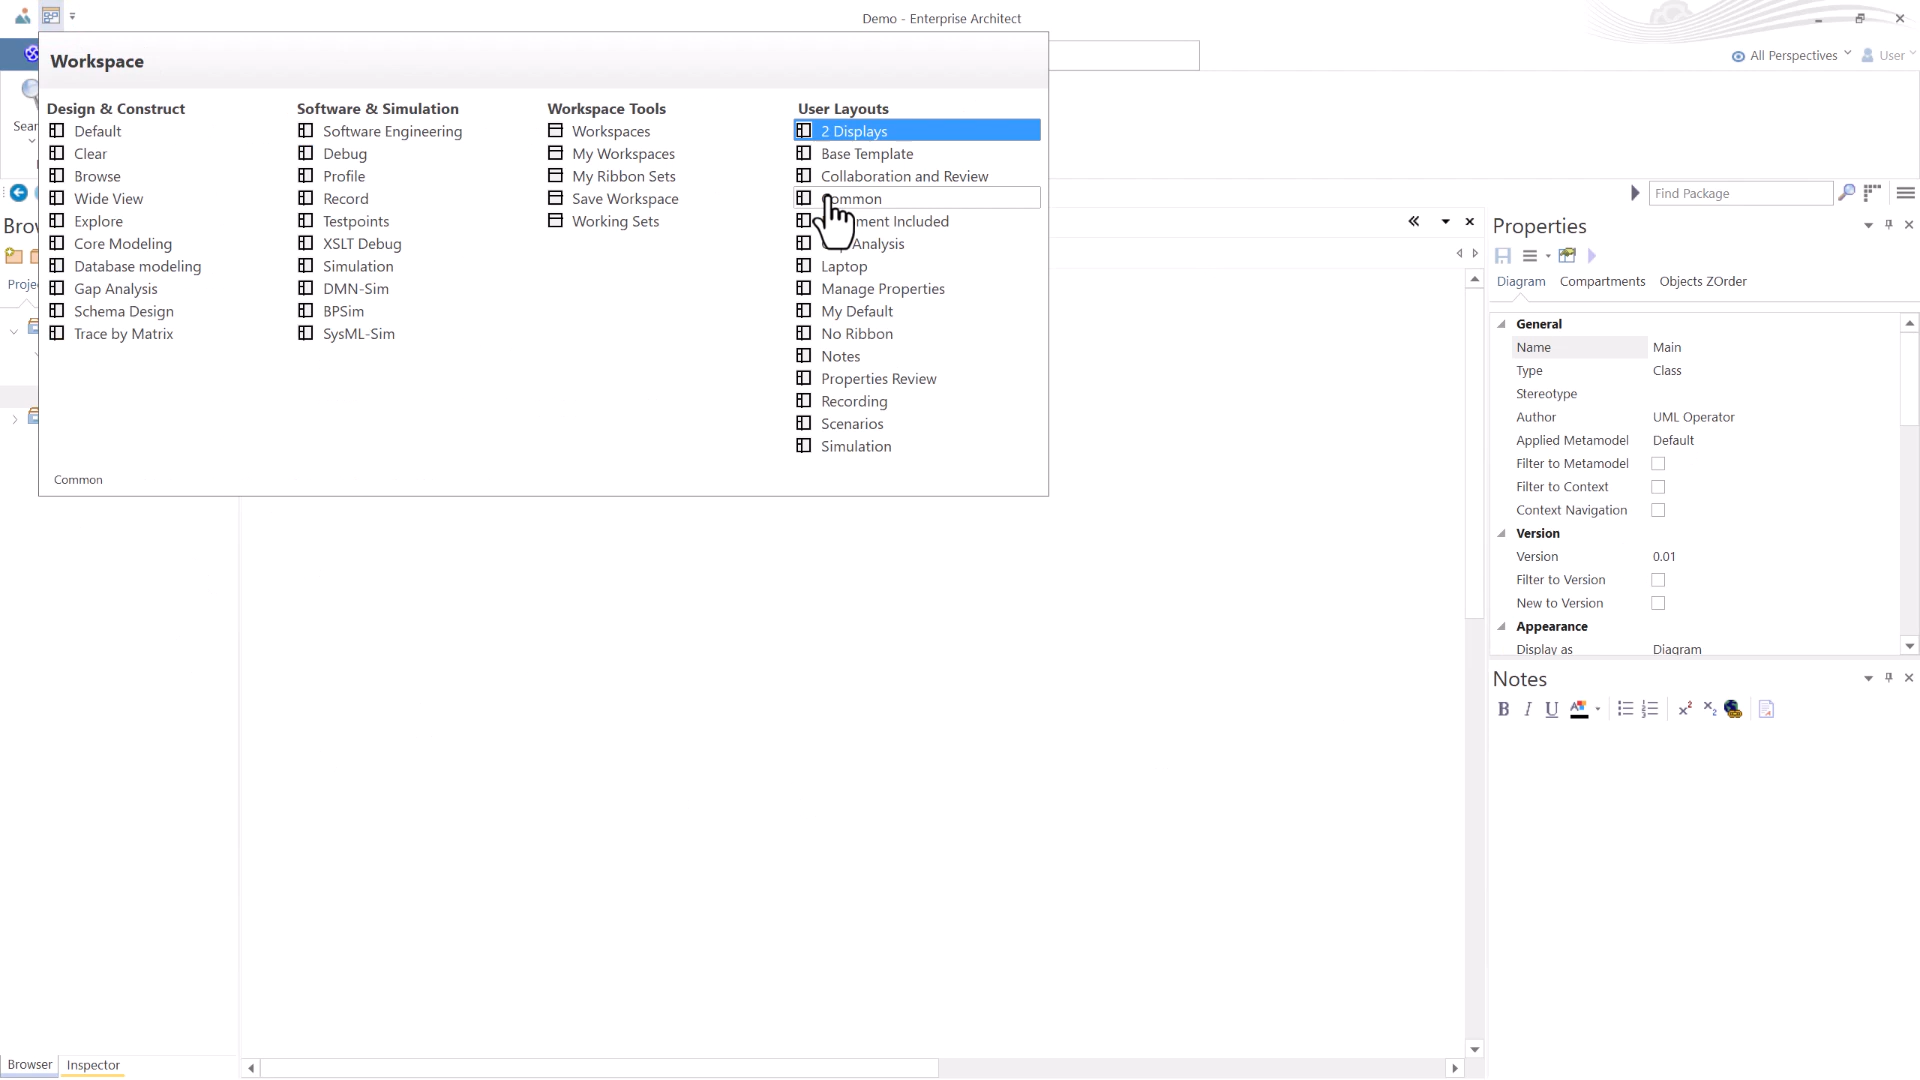 Demo - Enterprise Architect
All Perspectives
User
Workspace
Design & Construct
Default
Clear
Browse
Wide View
Explore
Core Modeling
Database modeling
Gap Analysis
Schema Design
Trace by Matrix
Software & Simulation
Software Engineering
Debug
Profile
Record
Testpoints
XSLT Debug
Simulation
DMN-Sim
BPSim
SysML-Sim
Workspace Tools
Workspaces
My Workspaces
My Ribbon Sets
Save Workspace
Working Sets
User Layouts
2 Displays
Base Template
Collaboration and Review
Common
ment Included
Analysis
Laptop
Manage Properties
My Default
No Ribbon
Notes
Properties Review
Recording
Scenarios
Simulation
Common
Sear
Brow
Proje
Find Package
Properties
Diagram Compartments Objects ZOrder
General
Name Main
Type Class
Stereotype
Author UML Operator
Applied Metamodel Default
Filter to Metamodel
Filter to Context
Context Navigation
Version
Version 0.01
Filter to Version
New to Version
Appearance
Display as Diagram
Notes
B I U
Browser Inspector